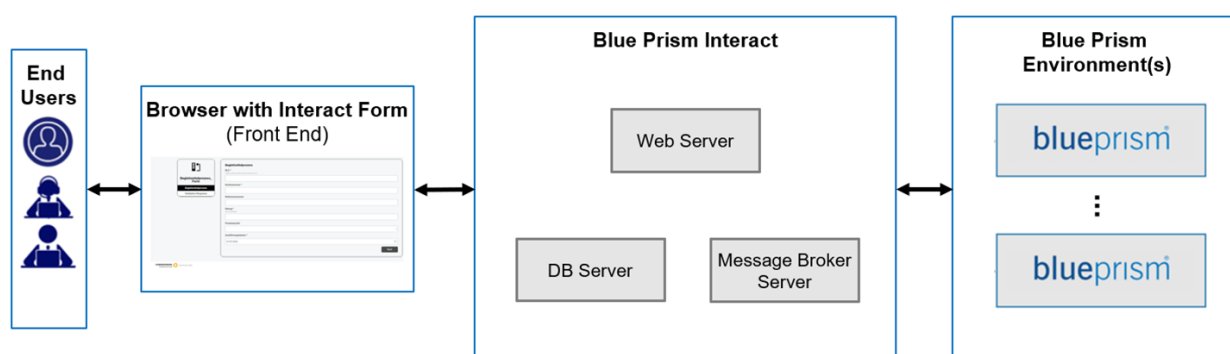 End
Users
Browser with Interact Form
(Front End)
Blue Prism Interact
Web Server
DB Server
Message Broker
Server
Blue Prism
Environment(s)
blueprism®
blueprism®